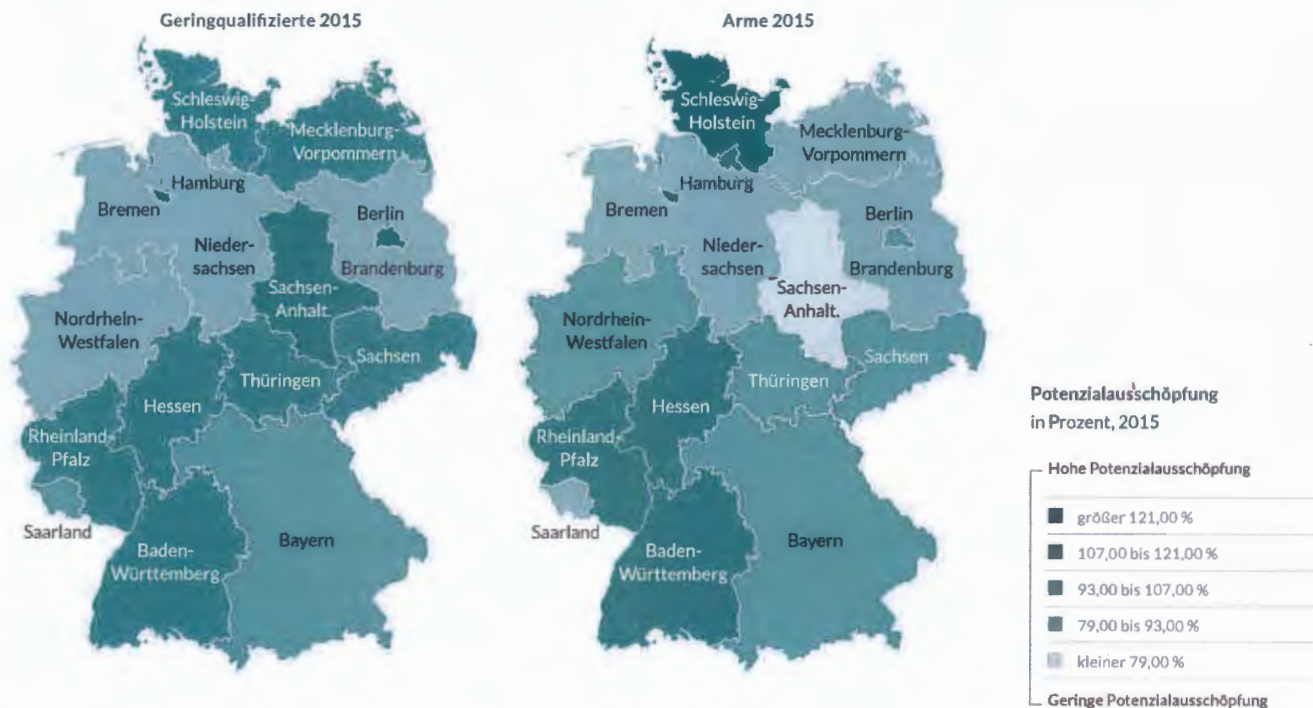 Geringqualifizierte 2015
Schleswig-
Holstein
Mecklenburg-
Vorpommern
Hamburg
Bremen
Berlin
Nieder-
sachsen
Brandenburg
Sachsen-
Anhalt.
Nordrhein-
Westfalen
Sachsen
Thüringen
Hessen
Rheinland-
Pfalz
Saarland
Bayern
Baden-
Württemberg
Arme 2015
Schleswig-
Holstein
Mecklenburg-
Vorpommern
Hamburg
Bremen
Berlin
Nieder-
sachsen
Brandenburg
Sachsen-
Anhalt.
Nordrhein-
Westfalen
Sachsen
Thüringen
Hessen
Rheinland-
Pfalz
Saarland
Bayern
Baden-
Württemberg
Potenzialausschöpfung
in Prozent, 2015
Hohe Potenzialausschöpfung
größer 121,00 %
107,00 bis 121,00 %
93,00 bis 107,00 %
79,00 bis 93,00 %
kleiner 79,00 %
Geringe Potenzialausschöpfung